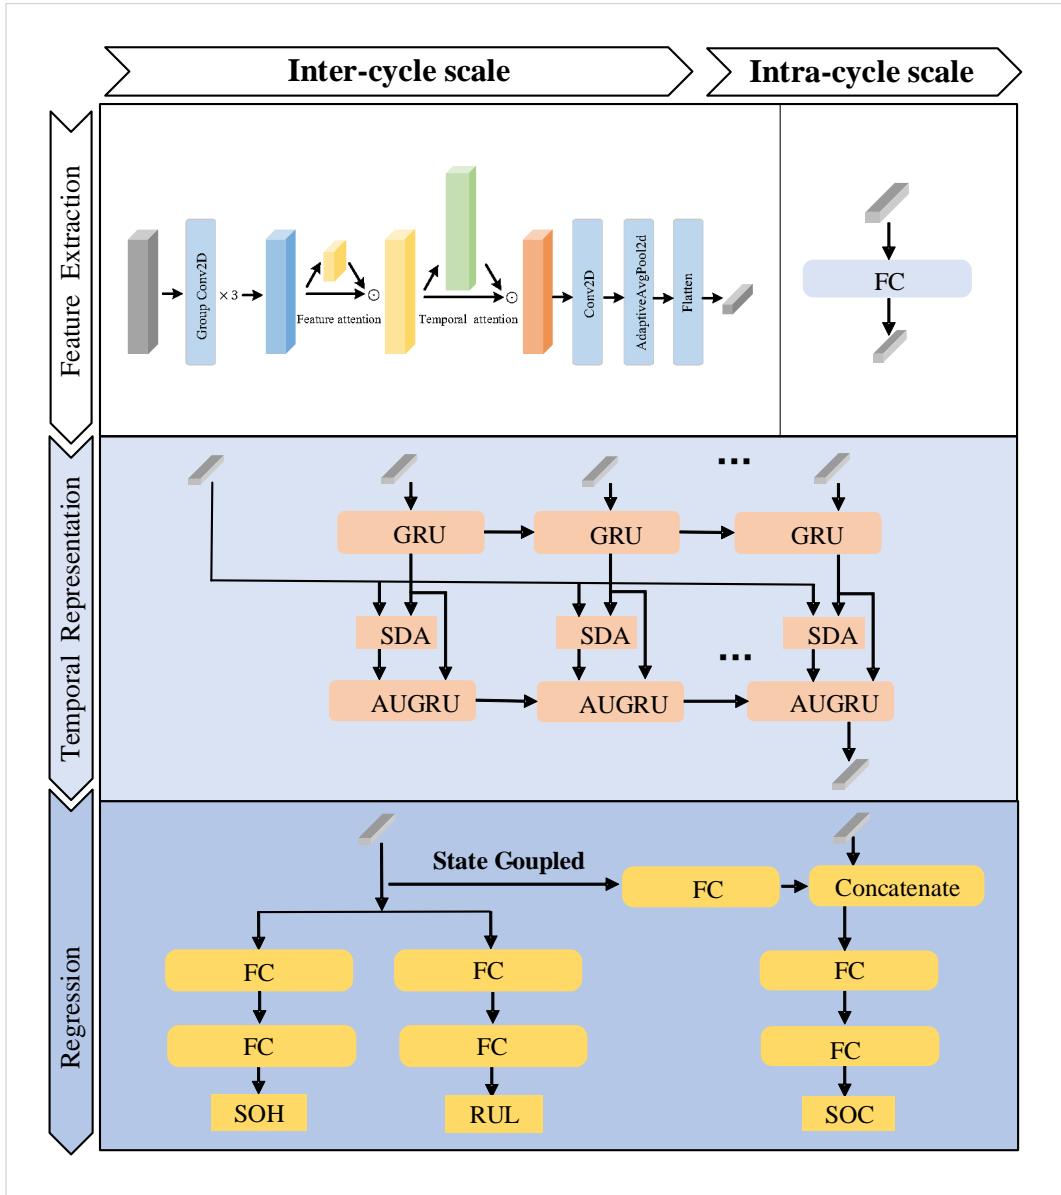 Inter-cycle scale
Intra-cycle scale
Feature Extraction
Group Conv2D
× 3
Feature attention
Temporal attention
Conv2D
AdaptiveAvgPool2d
Flatten
FC
Temporal Representation
...
GRU
GRU
GRU
SDA
SDA
SDA
...
AUGRU
AUGRU
AUGRU
Regression
State Goupled
FC
Concatenate
FC
FC
FC
FC
FC
FC
SOH
RUL
SOC